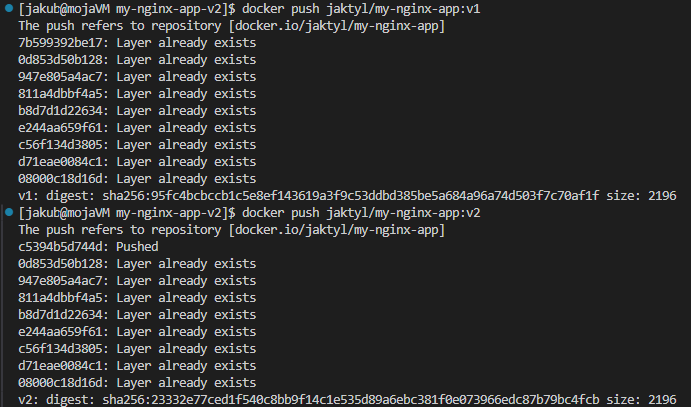 [jakub@mojaVM my-nginx-app-v2]$ docker push jaktyl/my-nginx-app:v1
The push refers to repository [docker.io/jaktyl/my-nginx-app]
7b599392be17: Layer already exists
0d853d50b128: Layer already exists
947e805a4ac7: Layer already exists
811a4dbbf4a5: Layer already exists
b8d7d1d22634: Layer already exists
e244aa659f61: Layer already exists
c56f134d3805: Layer already exists
d71eae0084c1: Layer already exists
08000c18d16d: Layer already exists
v1: digest: sha256:95fc4bcbccb1c5e8ef143619a3f9c53ddbd385be5a684a96a74d503f7c70af1f size: 2196
[jakub@mojaVM my-nginx-app-v2]$ docker push jaktyl/my-nginx-app:v2
The push refers to repository [docker.io/jaktyl/my-nginx-app]
c5394b5d744d: Pushed
0d853d50b128: Layer already exists
947e805a4ac7: Layer already exists
811a4dbbf4a5: Layer already exists
b8d7d1d22634: Layer already exists
e244aa659f61: Layer already exists
c56f134d3805: Layer already exists
d71eae0084c1: Layer already exists
08000c18d16d: Layer already exists
v2: digest: sha256:23332e77ced1f540c8bb9f14c1e535d89a6ebc381f0e073966edc87b79bc4fcb size: 2196